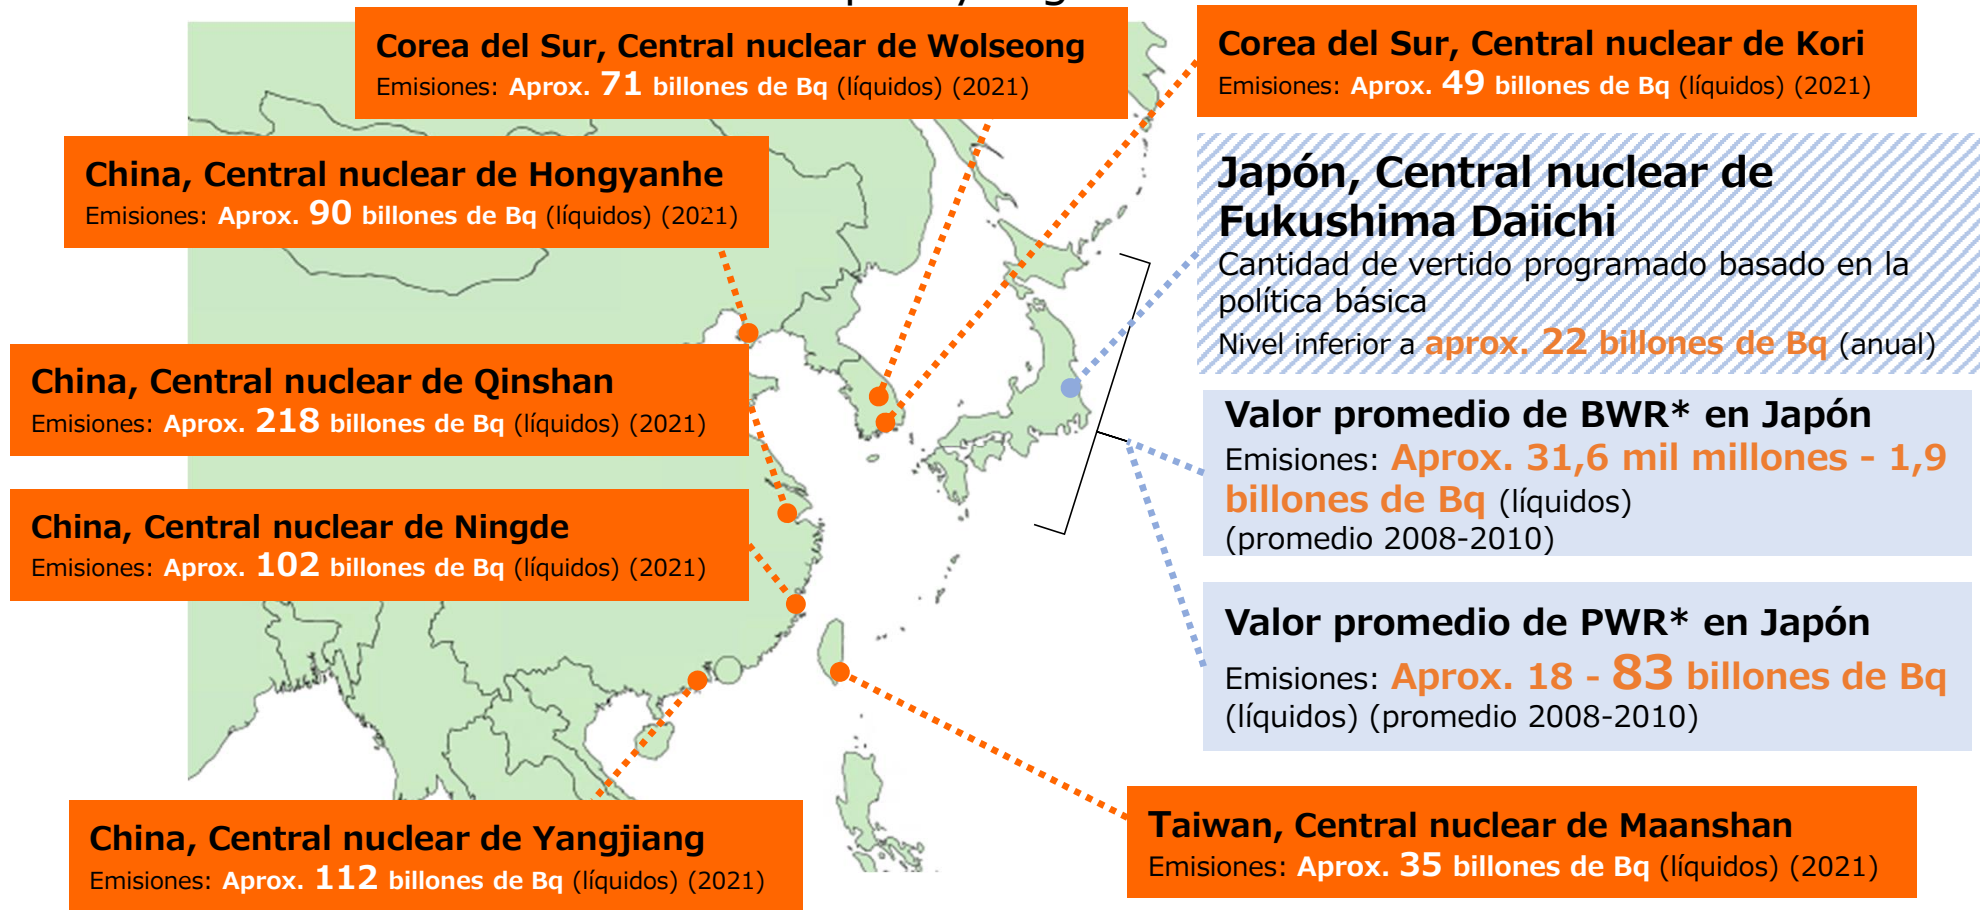 Corea del Sur, Central nuclear de Wolseong
Emisiones: Aprox. 71 billones de Bq (líquidos) (2021)
Corea del Sur, Central nuclear de Kori
Emisiones: Aprox. 49 billones de Bq (líquidos) (2021)
China, Central nuclear de Hongyanhe
Emisiones: Aprox. 90 billones de Bq (líquidos) (2021)
Japón, Central nuclear de
Fukushima Daiichi
Cantidad de vertido programado basado en la
política básica
Nivel inferior a aprox. 22 billones de Bq (anual)
China, Central nuclear de Qinshan
Emisiones: Aprox. 218 billones de Bq (líquidos) (2021)
Valor promedio de BWR* en Japón
Emisiones: Aprox. 31,6 mil millones - 1,9
billones de Bq (líquidos)
(promedio 2008-2010)
China, Central nuclear de Ningde
Emisiones: Aprox. 102 billones de Bq (líquidos) (2021)
Valor promedio de PWR* en Japón
Emisiones: Aprox. 18 - 83 billones de Bq
(líquidos) (promedio 2008-2010)
China, Central nuclear de Yangjiang
Emisiones: Aprox. 112 billones de Bq (líquidos) (2021)
Taiwan, Central nuclear de Maanshan
Emisiones: Aprox. 35 billones de Bq (líquidos) (2021)